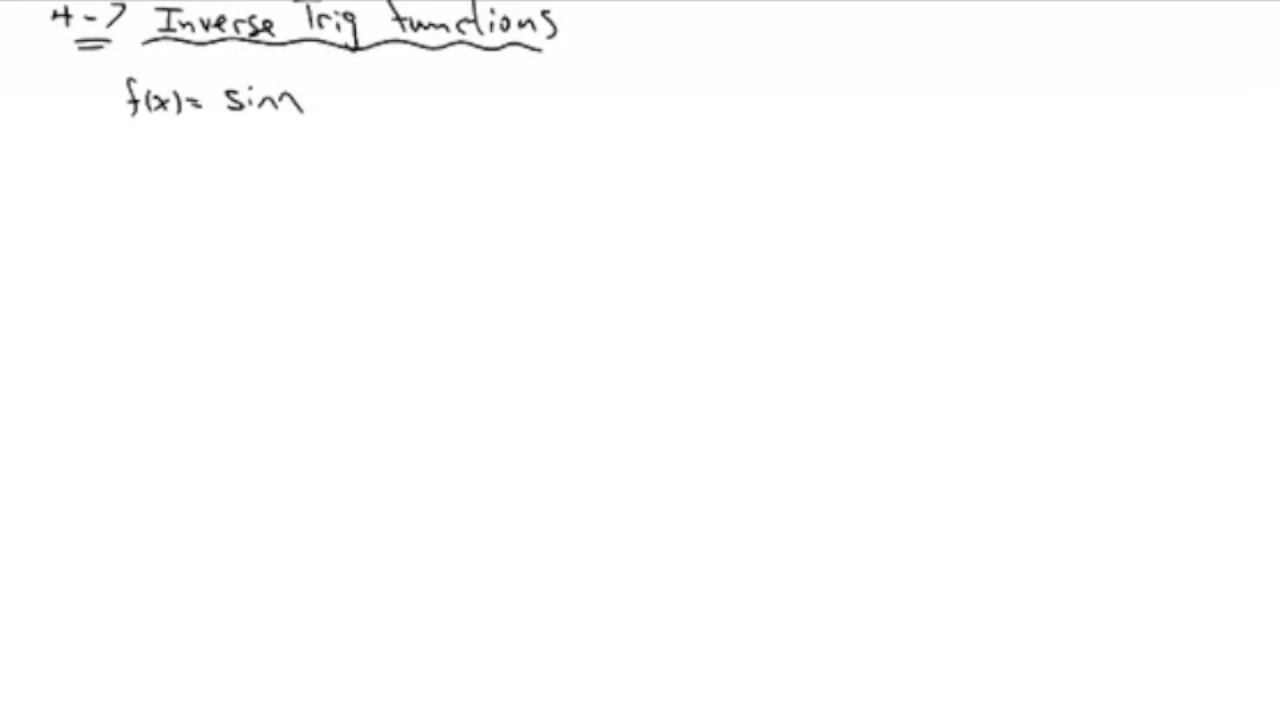 4-7 Inverse Trig functions
f(x)= sin